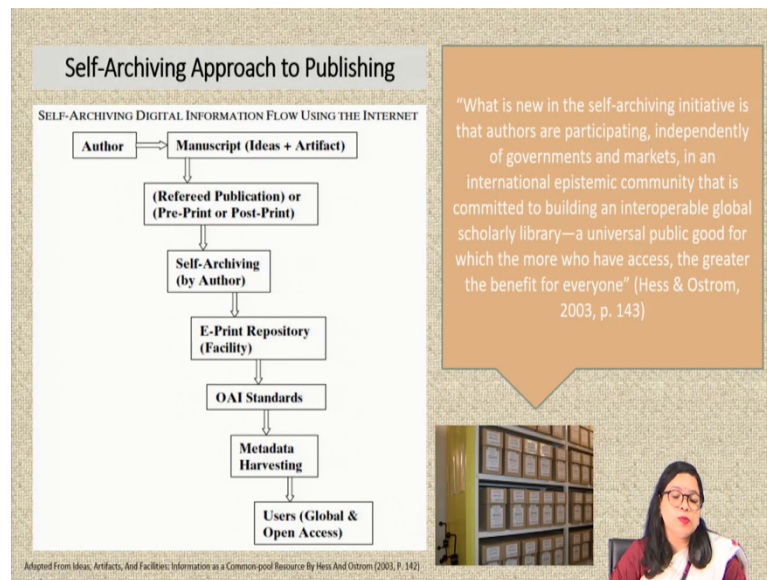 Self-Archiving Approach to Publishing
SELF-ARCHIVING DIGITAL INFORMATION FLOW USING THE INTERNET
Author
Manuscript (Ideas + Artifact)
(Refereed Publication) or
(Pre-Print or Post-Print)
Self-Archiving
(by Author)
E-Print Repository
(Facility)
OAI Standards
Metadata
Harvesting
Users (Global &
Open Access)
Adapted From Ideas, Artifacts, And Facilities: Information as a Common-pool Resource By Hess And Ostrom (2003, P. 142)
“What is new in the self-archiving initiative is
that authors are participating, independently
of governments and markets, in an
international epistemic community that is
committed to building an interoperable global
scholarly library—a universal public good for
which the more who have access, the greater
the benefit for everyone” (Hess & Ostrom,
2003, p. 143)